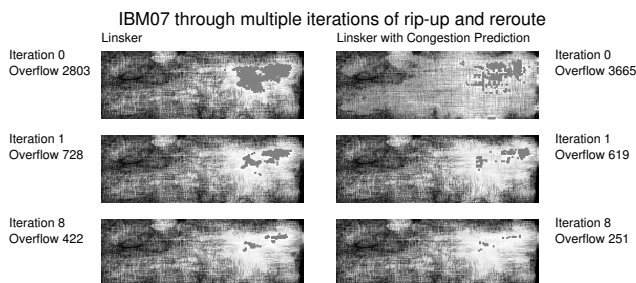 IBM07 through multiple iterations of rip-up and reroute
Linsker
Linsker with Congestion Prediction
Iteration 0
Overflow 2803
Iteration 0
Overflow 3665
Iteration 1
Overflow 728
Iteration 1
Overflow 619
Iteration 8
Overflow 422
Iteration 8
Overflow 251